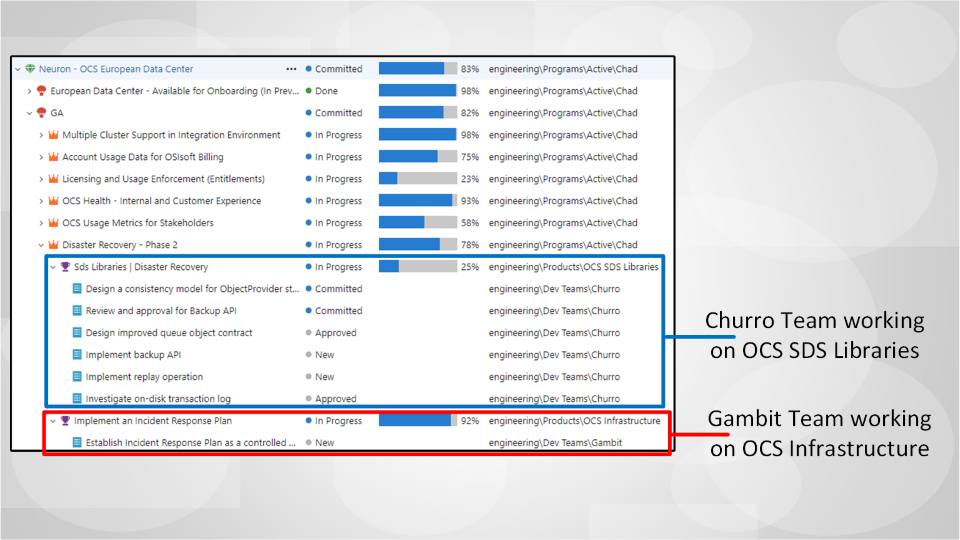 Neuron - OCS European Data Center ••• Committed 83% engineering\Programs\Active\Chad
European Data Center - Available for Onboarding (In Prev... Done 98% engineering\Programs\Active\Chad
GA Committed 82% engineering\Programs\Active\Chad
Multiple Cluster Support in Integration Environment In Progress 98% engineering\Programs\Active\Chad
Account Usage Data for OSIsoft Billing In Progress 75% engineering\Programs\Active\Chad
Licensing and Usage Enforcement (Entitlements) In Progress 23% engineering\Programs\Active\Chad
OCS Health - Internal and Customer Experience In Progress 93% engineering\Programs\Active\Chad
OCS Usage Metrics for Stakeholders In Progress 58% engineering\Programs\Active\Chad
Disaster Recovery - Phase 2 In Progress 78% engineering\Programs\Active\Chad
Sds Libraries | Disaster Recovery In Progress 25% engineering\Products\OCS SDS Libraries
Design a consistency model for ObjectProvider st... Committed engineering\Dev Teams\Churro
Review and approval for Backup API Committed engineering\Dev Teams\Churro
Design improved queue object contract Approved engineering\Dev Teams\Churro
Implement backup API New engineering\Dev Teams\Churro
Implement replay operation New engineering\Dev Teams\Churro
Investigate on-disk transaction log Approved engineering\Dev Teams\Churro
Implement an Incident Response Plan In Progress 92% engineering\Products\OCS Infrastructure
Establish Incident Response Plan as a controlled ... New engineering\Dev Teams\Gambit
Churro Team working
on OCS SDS Libraries
Gambit Team working
on OCS Infrastructure